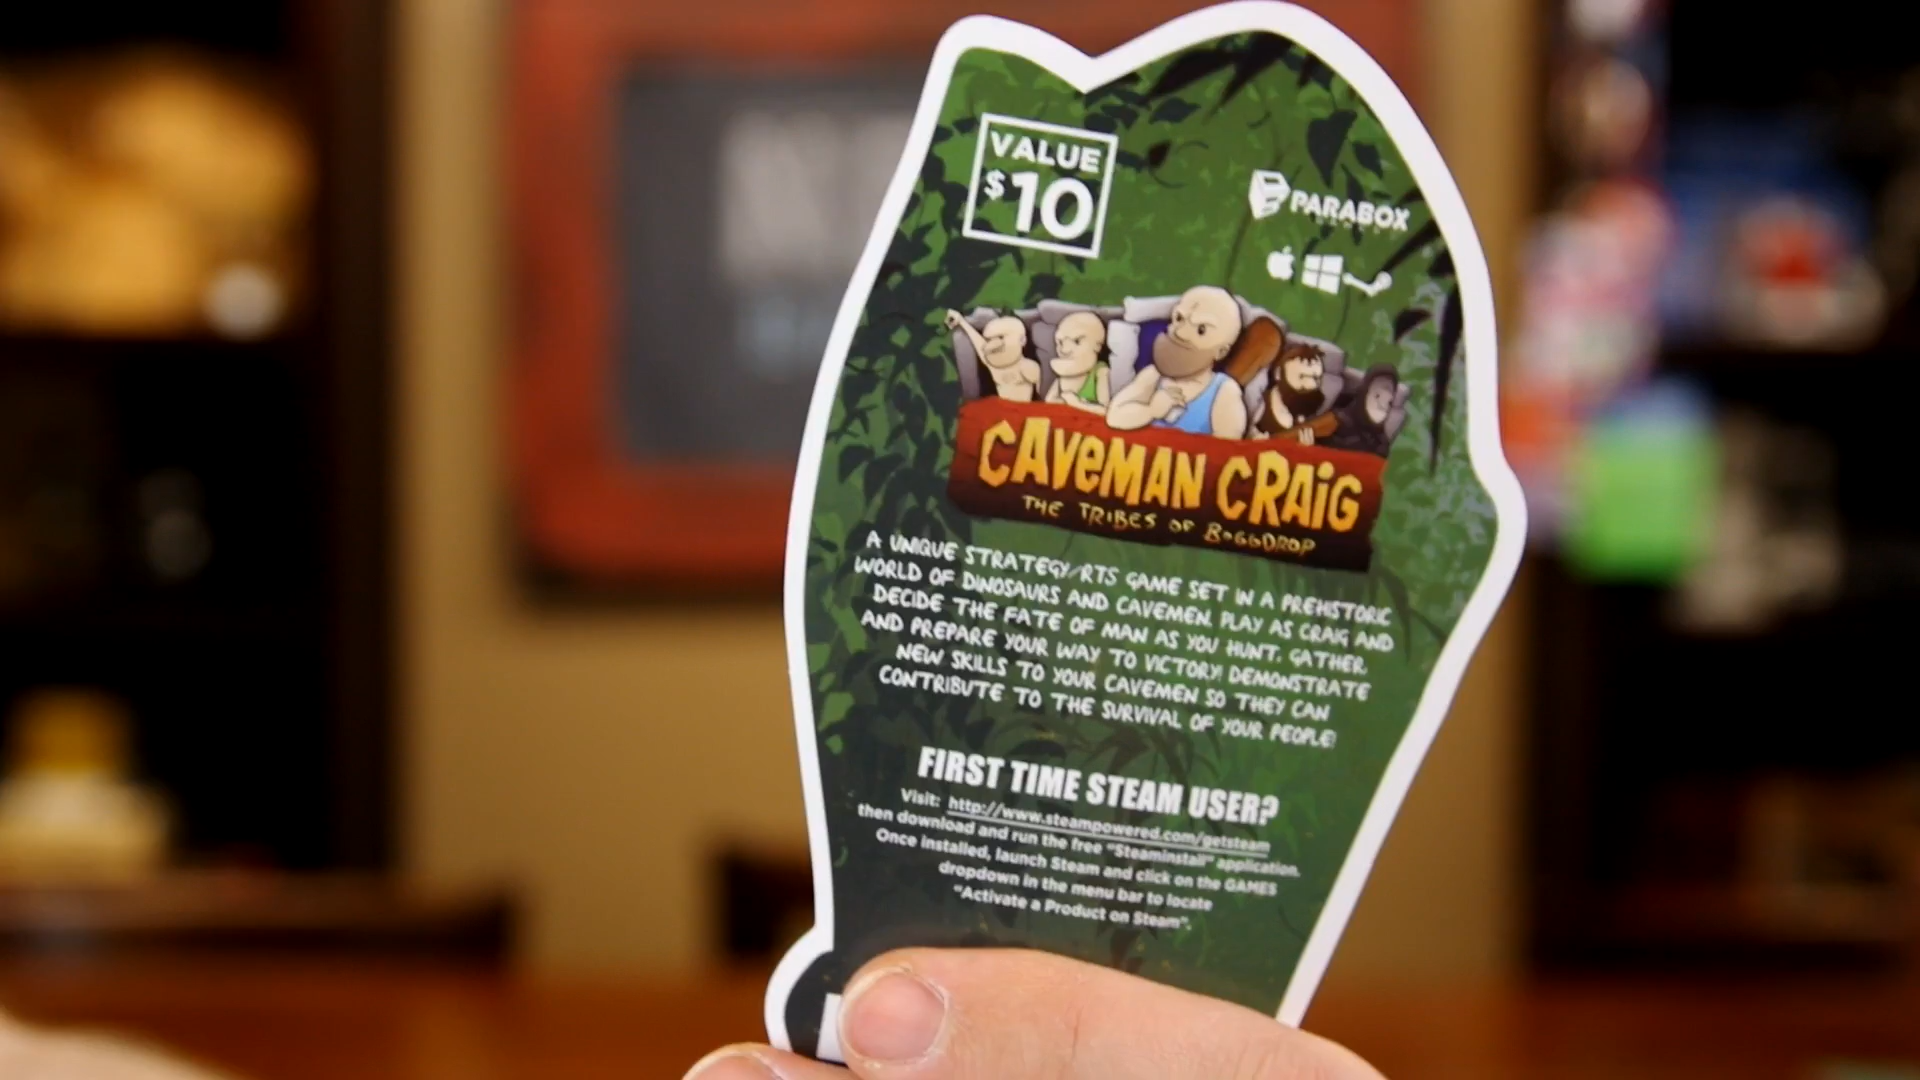 VALUE
$10
PARABOX
CAVEMAN CRAIG
THE TRIBES OF BOGGDROP
A UNIQUE STRATEGY/RTS GAME SET IN A PREHISTORIC
WORLD OF DINOSAURS AND CAVEMEN. PLAY AS CRAIG AND
DECIDE THE FATE OF MAN AS YOU HUNT, GATHER,
AND PREPARE YOUR WAY TO VICTORY! DEMONSTRATE
NEW SKILLS TO YOUR CAVEMEN SO THEY CAN
CONTRIBUTE TO THE SURVIVAL OF YOUR PEOPLE!
FIRST TIME STEAM USER?
Visit: http://www.steampowered.com/getsteam
then download and run the free "Steaminstall" application.
Once installed, launch Steam and click on the GAMES
dropdown in the menu bar to locate
"Activate a Product on Steam".